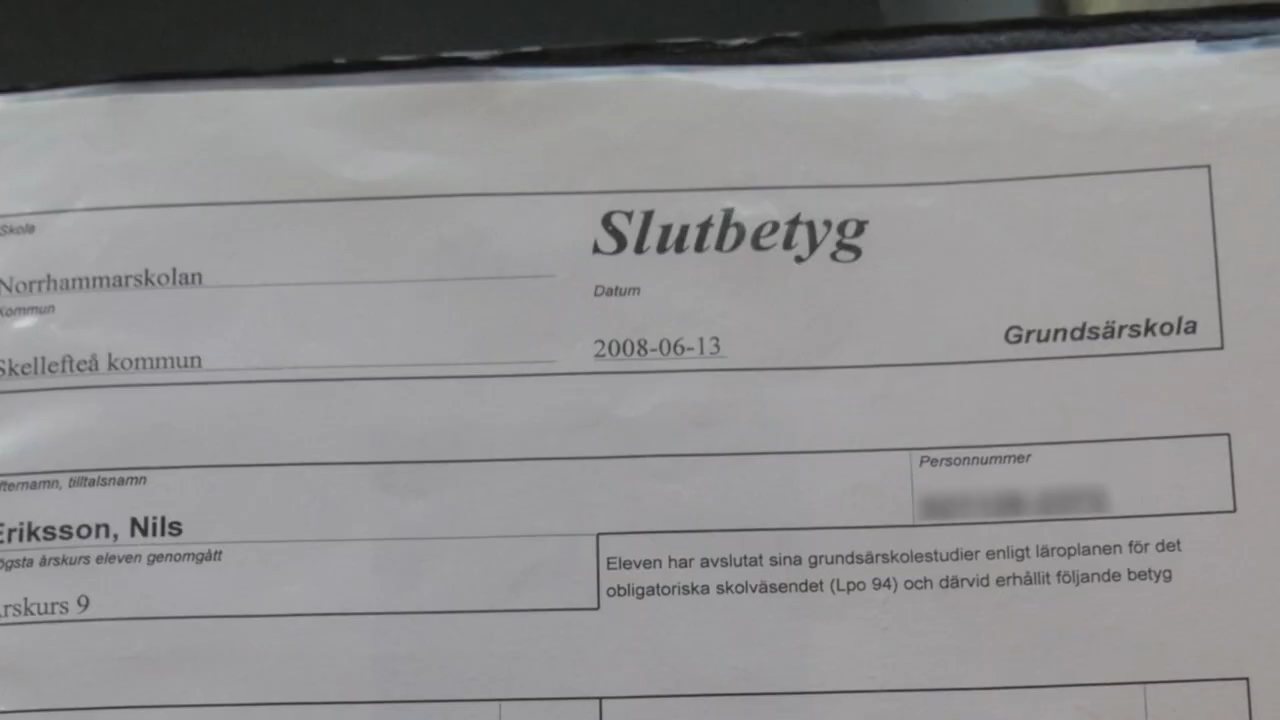 Skola
Slutbetyg
Norrhammarskolan
Kommun
Datum
Skellefteå kommun
2008-06-13
Grundsärskola
fternamn, tilltalsnamn
Personnummer
Eriksson, Nils
ögsta årskurs eleven genomgått
Eleven har avslutat sina grundsärskolestudier enligt läroplanen för det
obligatoriska skolväsendet (Lpo 94) och därvid erhållit följande betyg
rskurs 9